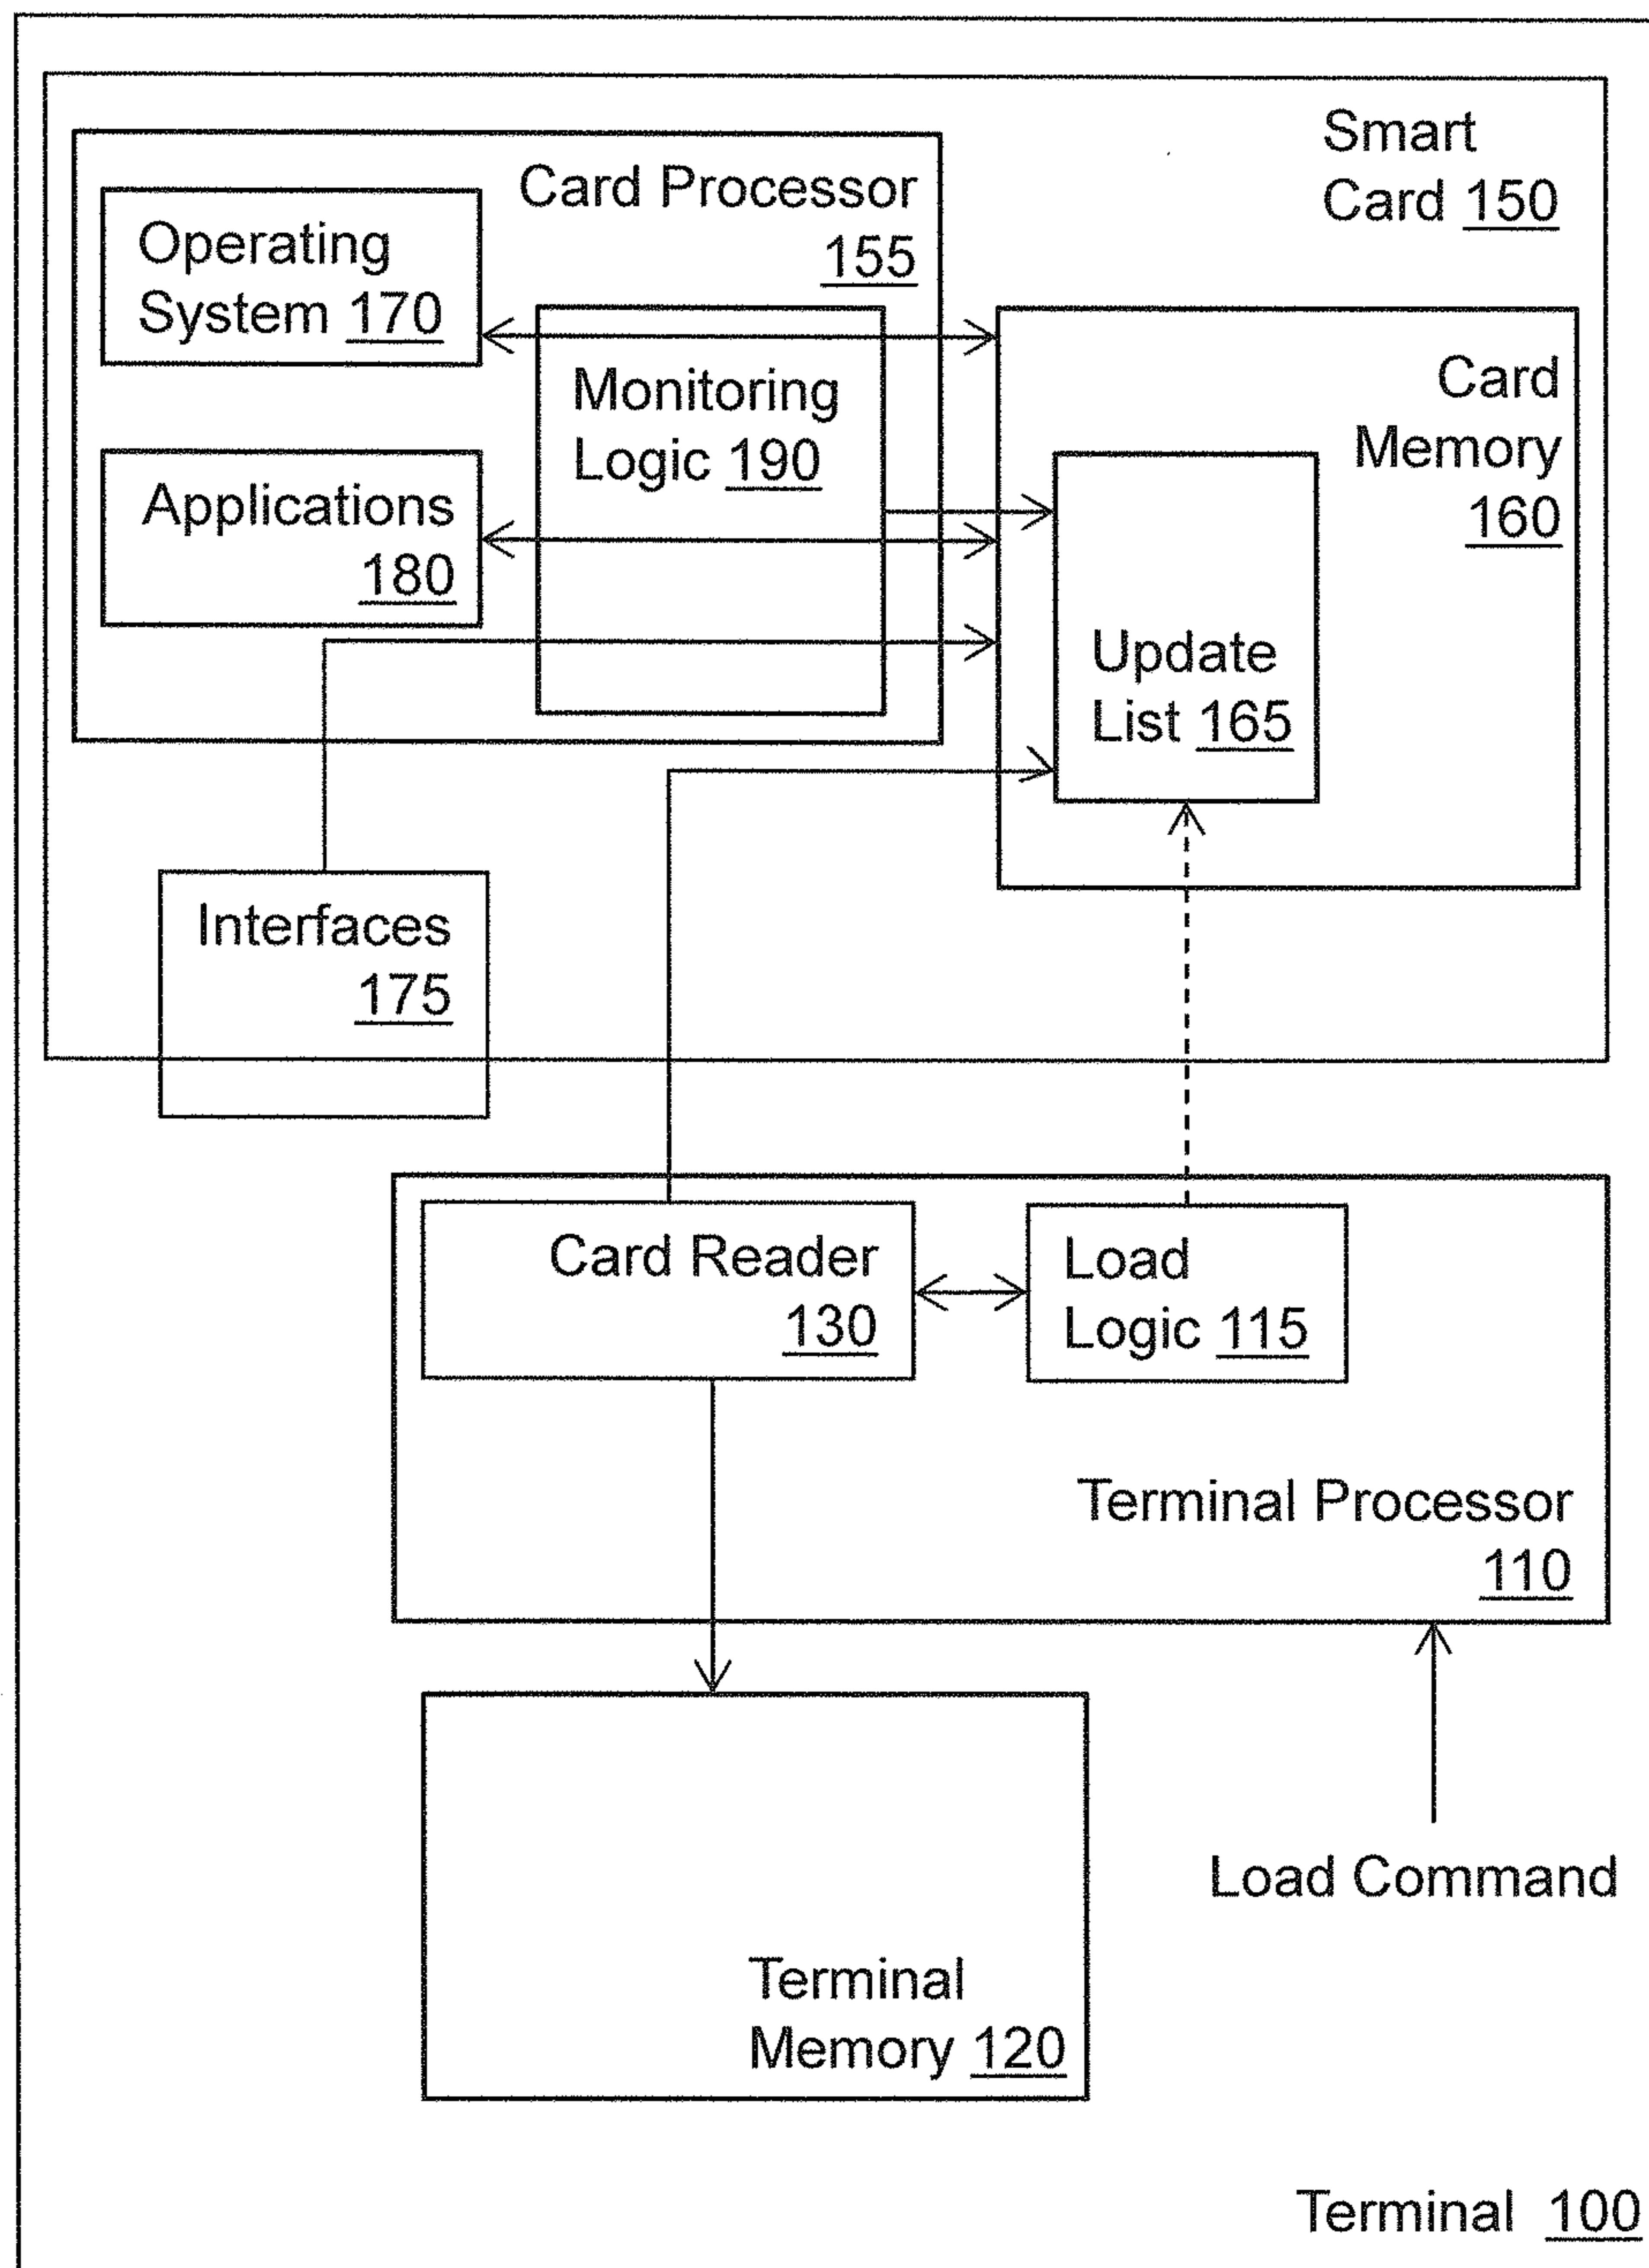 Smart
Card 150
Card Processor
155
Operating
System 170
Monitoring
Logic 190
Card
Memory
160
Applications
180
Update
List 165
Interfaces
175
Card Reader
130
Load
Logic 115
Terminal Processor
110
Load Command
Terminal
Memory 120
Terminal 100